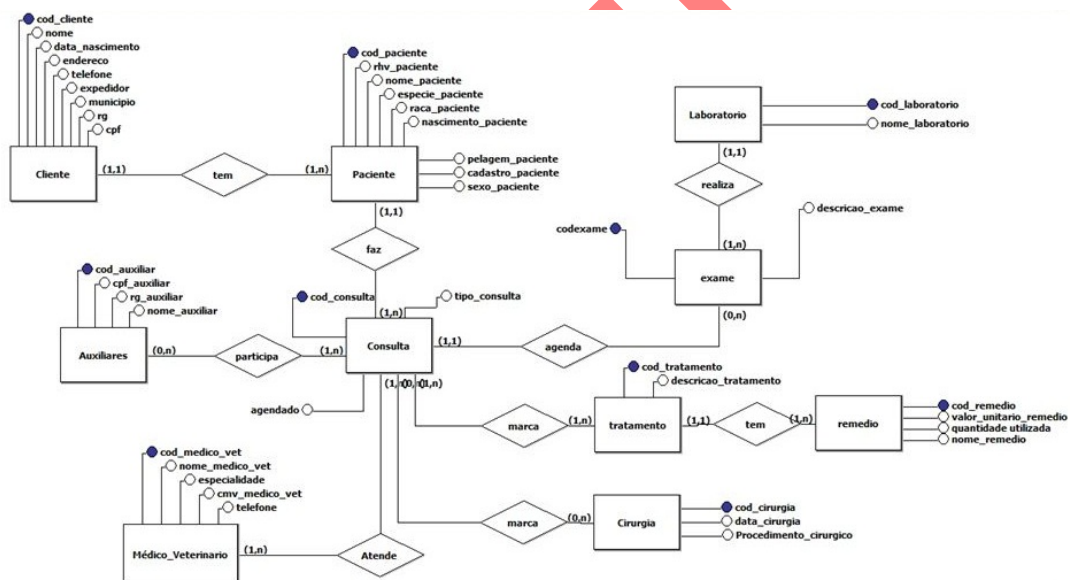 cod_cliente
nome
data_nascimento
endereco
telefone
expedidor
municipio
rg
cpf
Cliente
(1,1)
tem
(1,n)
cod_paciente
rhv_paciente
nome_paciente
especie_paciente
raca_paciente
nascimento_paciente
Paciente
pelagem_paciente
cadastro_paciente
sexo_paciente
(1,1)
faz
(1,n)
Laboratorio
cod_laboratorio
nome_laboratorio
(1,1)
realiza
(1,n)
codexame
descricao_exame
exame
(0,n)
cod_auxiliar
cpf_auxiliar
rg_auxiliar
nome_auxiliar
Auxiliares
(0,n)
participa
(1,n)
cod_consulta
tipo_consulta
Consulta
(1,1)
agenda
agendado
(1,n)
(0,n)
(1,n)
marca
(1,n)
cod_tratamento
descricao_tratamento
tratamento
(1,1)
tem
(1,n)
remedio
cod_remedio
valor_unitario_remedio
quantidade utilizada
nome_remedio
cod_medico_vet
nome_medico_vet
especialidade
cmv_medico_vet
telefone
Médico_Veterinario
(1,n)
Atende
marca
(0,n)
Cirurgia
cod_cirurgia
data_cirurgia
Procedimento_cirurgico